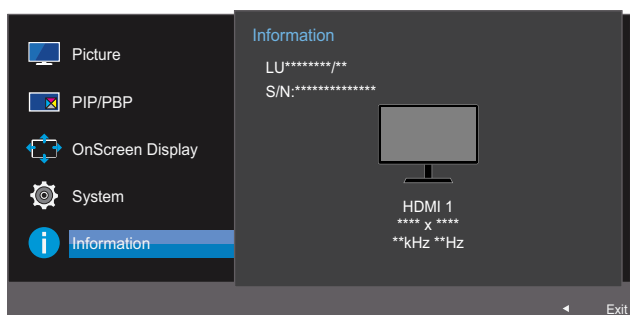 Picture
PIP/PBP
OnScreen Display
System
Information
Information
LU********/**
S/N:**************
HDMI 1
**** x ****
**kHz **Hz
Exit